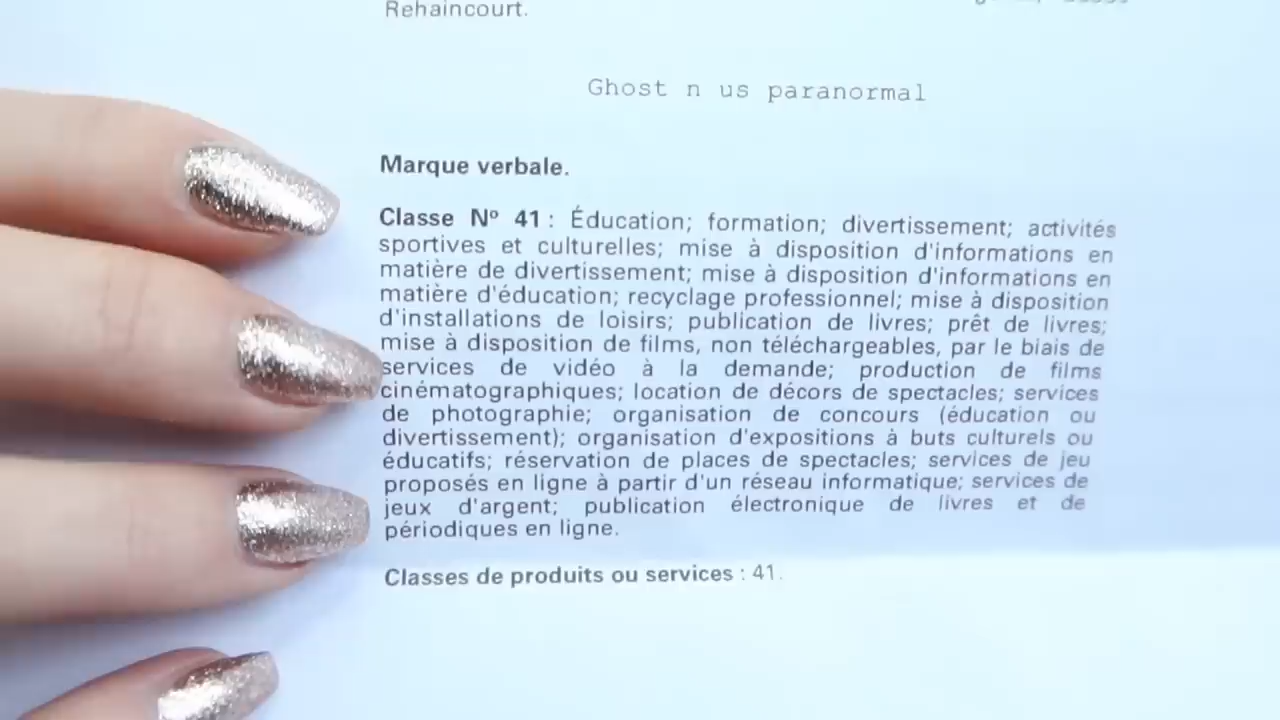 Rehaincourt.
Ghost n us paranormal
Marque verbale.
Classe Nº 41 : Éducation; formation; divertissement; activités
sportives et culturelles; mise à disposition d'informations en
matière de divertissement; mise à disposition d'informations en
matière d'éducation; recyclage professionnel; mise à disposition
d'installations de loisirs; publication de livres; prêt de livres;
mise à disposition de films, non téléchargeables, par le biais de
services de vidéo à la demande; production de films
cinématographiques; location de décors de spectacles; services
de photographie; organisation de concours (éducation ou
divertissement); organisation d'expositions à buts culturels ou
éducatifs; réservation de places de spectacles; services de jeu
proposés en ligne à partir d'un réseau informatique; services de
jeux d'argent; publication électronique de livres et de
périodiques en ligne.
Classes de produits ou services : 41.